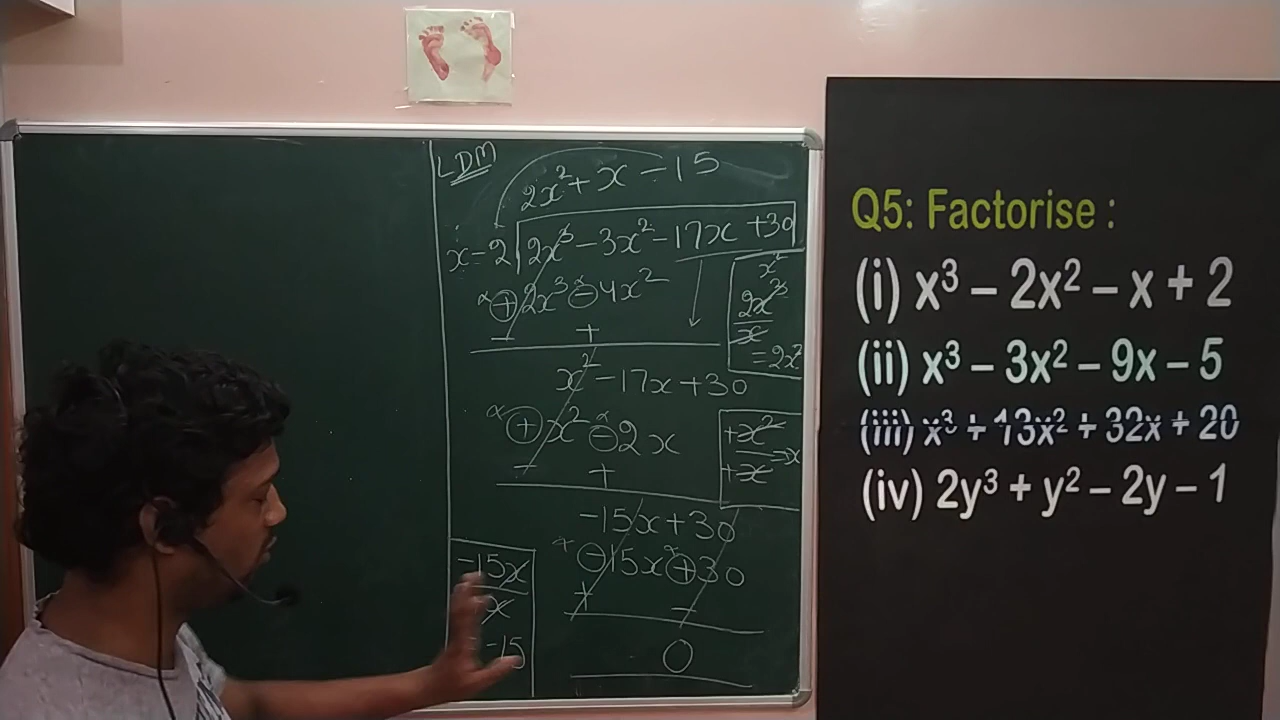 LDM
2x² + x - 15
x - 2 2x³ - 3x² - 17x + 30
+ 2x³ - 4x²
- +
x² - 17x + 30
+ x² - 2x
- +
-15x + 30
- 15x + 30
+ -
0
x²
2x³
x
= 2x²
+x²
+x
= x
-15x
x
-15
Q5: Factorise :
(i) x³ – 2x² – x + 2
(ii) x³ – 3x² – 9x – 5
(iii) x³ + 13x² + 32x + 20
(iv) 2y³ + y² – 2y – 1